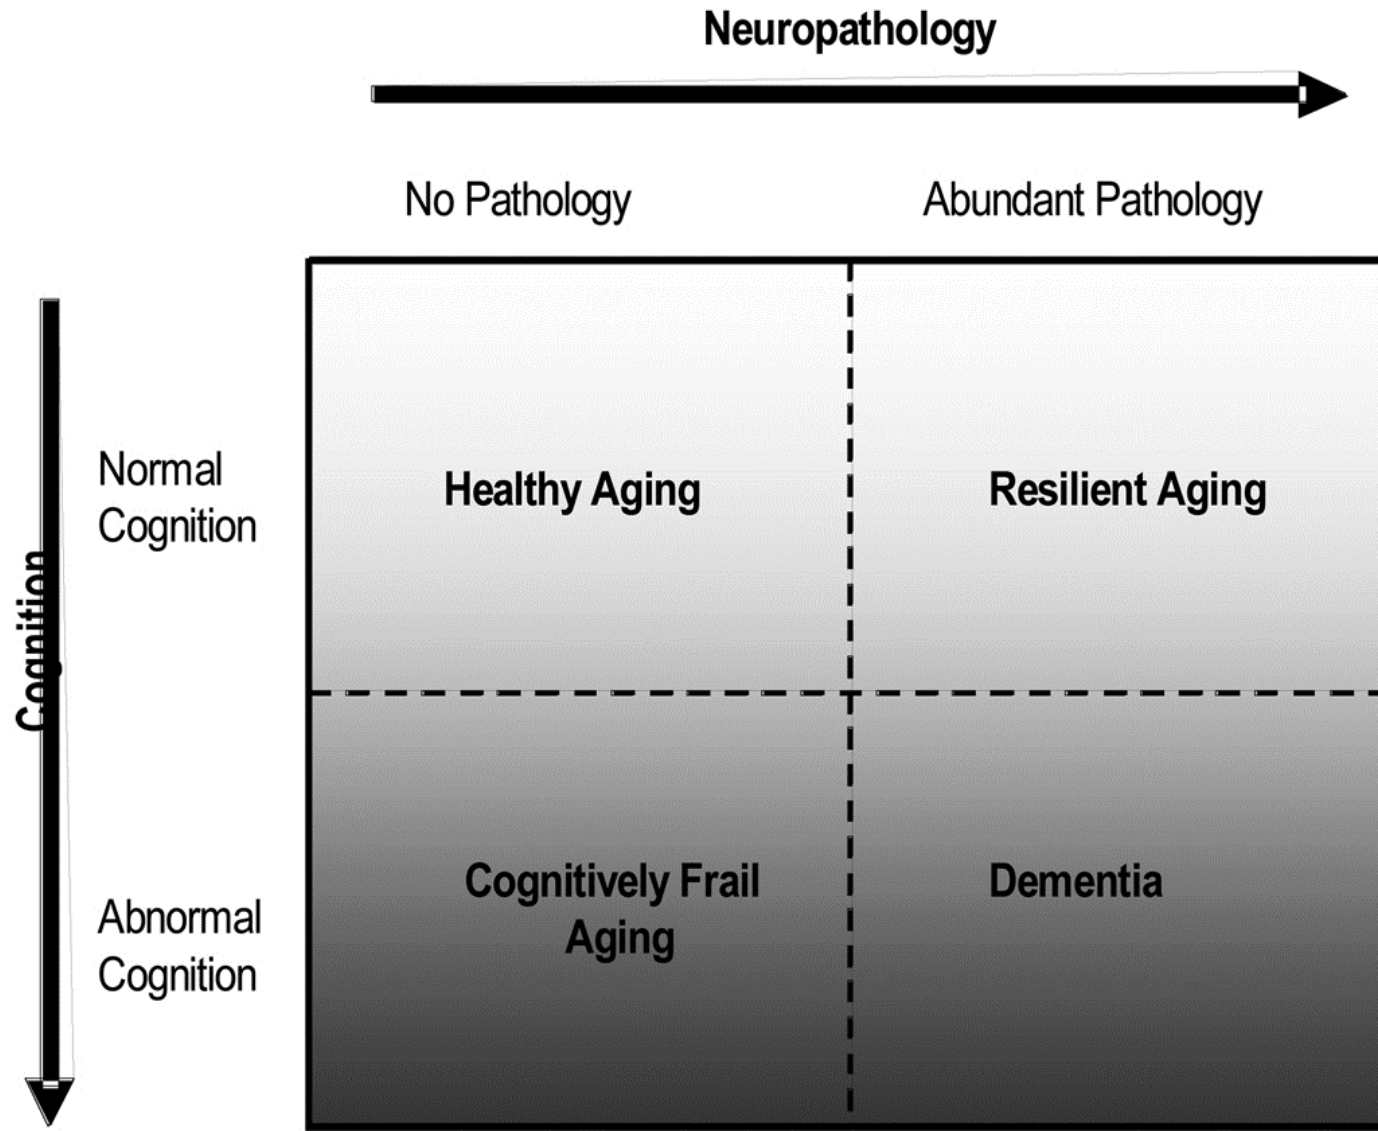 Neuropathology
No Pathology
Abundant Pathology
Normal
Cognition
Healthy Aging
Resilient Aging
Cognition
Abnormal
Cognition
Cognitively Frail
Aging
Dementia